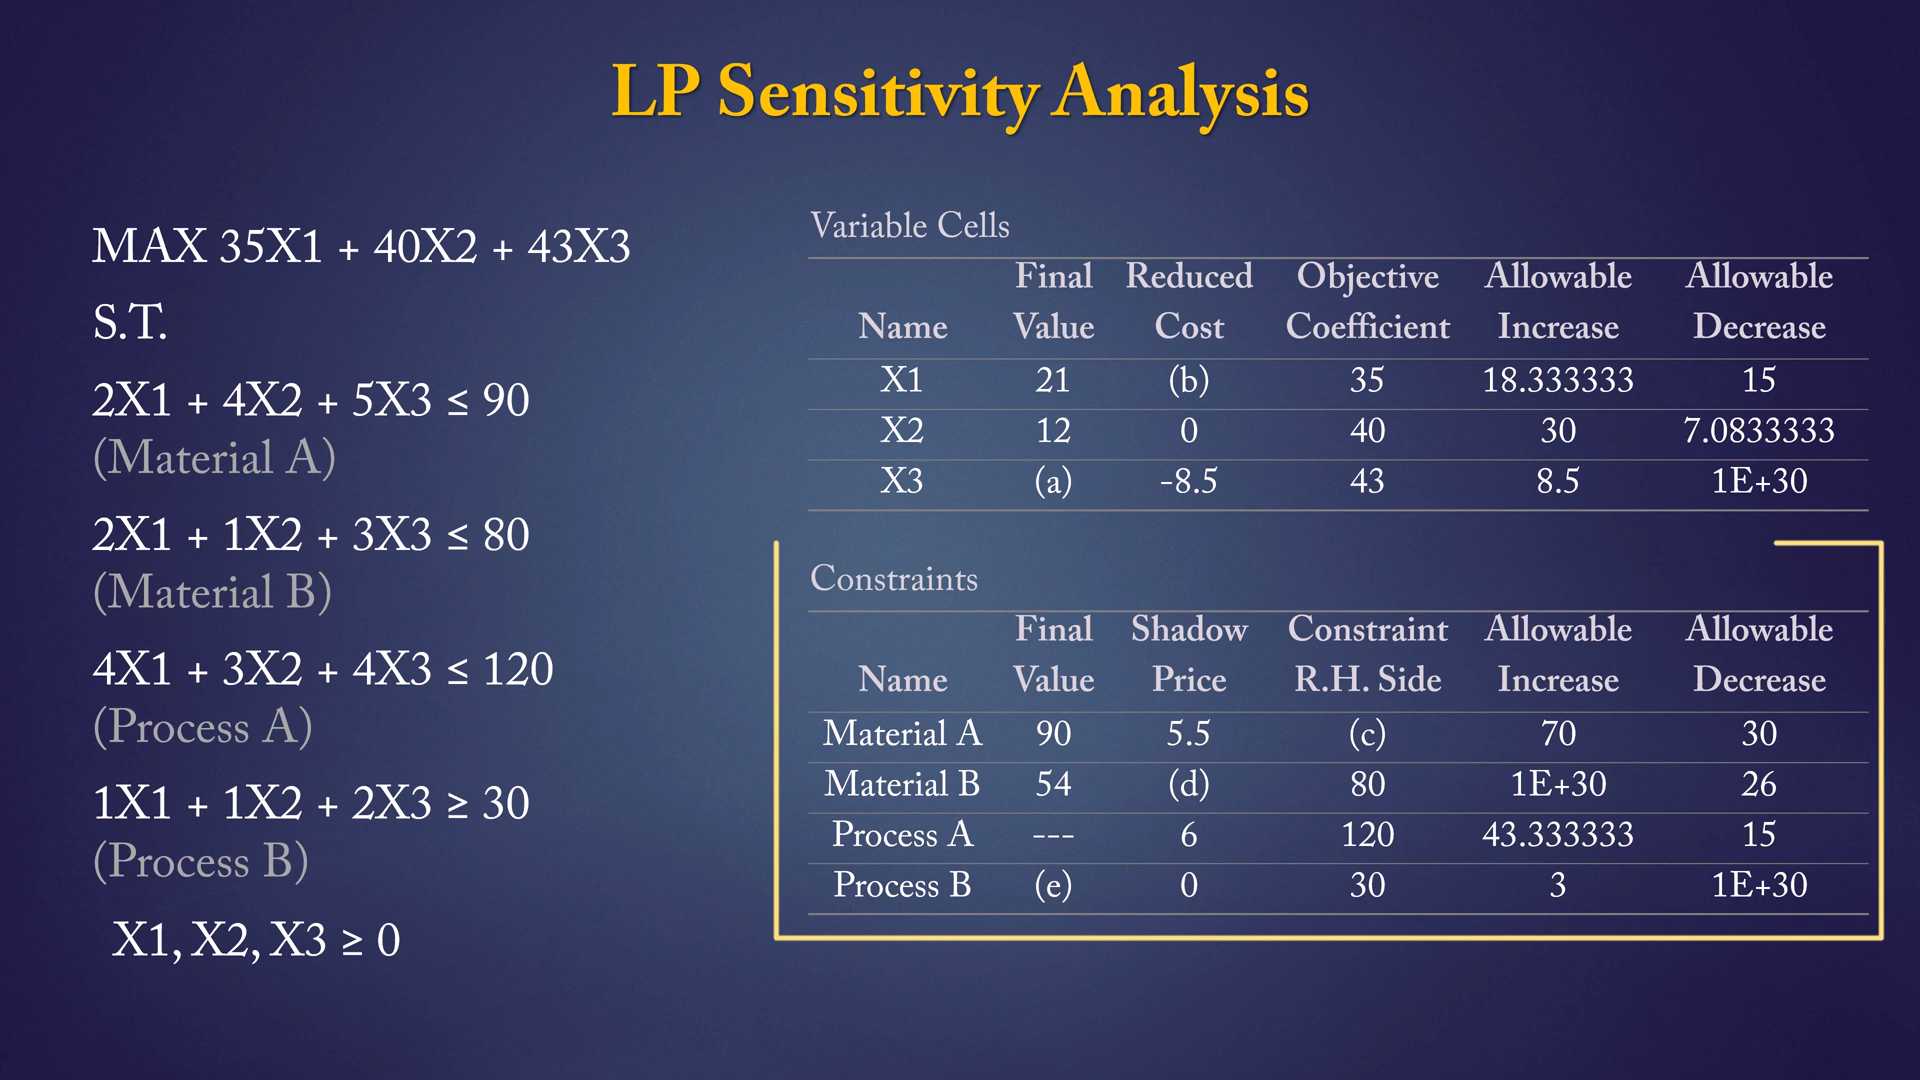 LP Sensitivity Analysis
MAX 35X1 + 40X2 + 43X3
S.T.
2X1 + 4X2 + 5X3 ≤ 90
(Material A)
2X1 + 1X2 + 3X3 ≤ 80
(Material B)
4X1 + 3X2 + 4X3 ≤ 120
(Process A)
1X1 + 1X2 + 2X3 ≥ 30
(Process B)
X1, X2, X3 ≥ 0
Variable Cells
Final Reduced Objective Allowable Allowable
Name Value Cost Coefficient Increase Decrease
X1 21 (b) 35 18.333333 15
X2 12 0 40 30 7.0833333
X3 (a) -8.5 43 8.5 1E+30
Constraints
Final Shadow Constraint Allowable Allowable
Name Value Price R.H. Side Increase Decrease
Material A 90 5.5 (c) 70 30
Material B 54 (d) 80 1E+30 26
Process A --- 6 120 43.333333 15
Process B (e) 0 30 3 1E+30